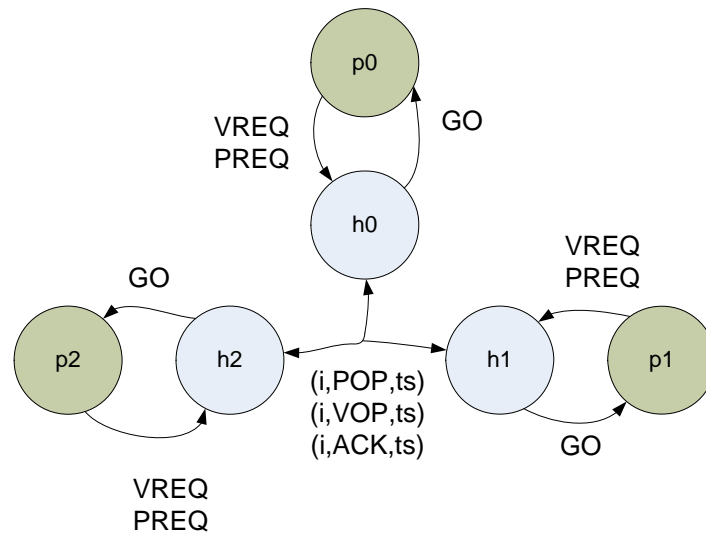 p0
VREQ
PREQ
GO
h0
VREQ
PREQ
GO
p2
h2
h1
p1
(i,POP,ts)
(i,VOP,ts)
(i,ACK,ts)
GO
VREQ
PREQ